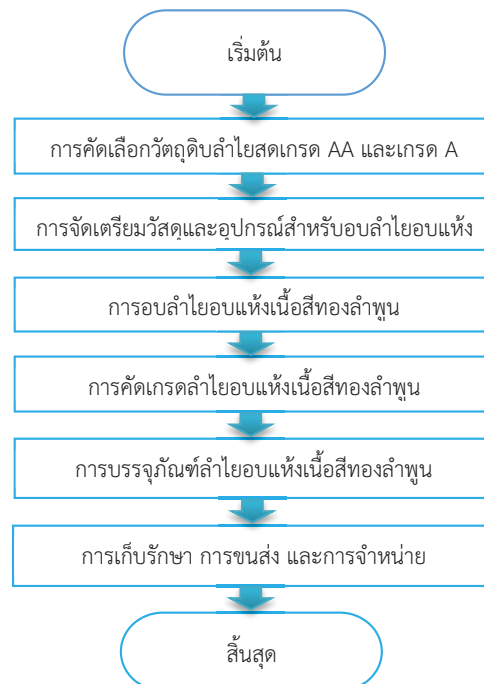 เริ่มต้น
การคัดเลือกวัตถุดิบลำไยสดเกรด AA และเกรด A
การจัดเตรียมวัสดุและอุปกรณ์สำหรับอบลำไยอบแห้ง
การอบลำไยอบแห้งเนื้อสีทองลำพูน
การคัดเกรดลำไยอบแห้งเนื้อสีทองลำพูน
การบรรจุภัณฑ์ลำไยอบแห้งเนื้อสีทองลำพูน
การเก็บรักษา การขนส่ง และการจำหน่าย
สิ้นสุด